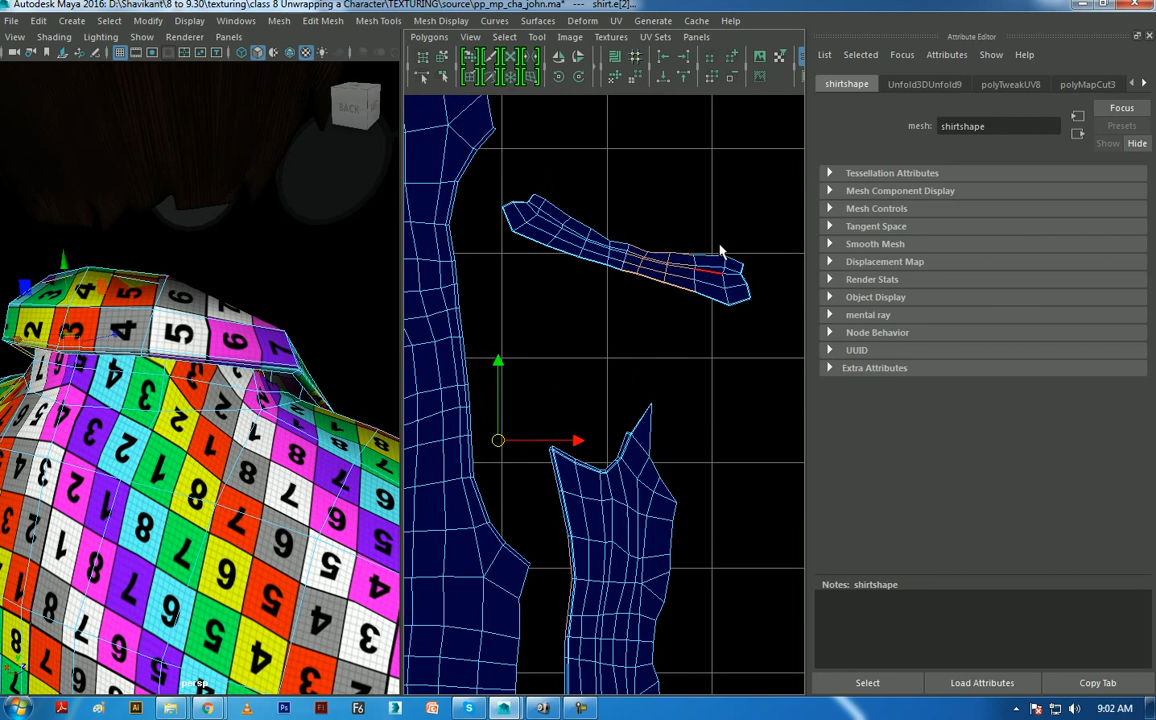 Autodesk Maya 2016: D:\Shavikant\8 to 9.30\texturing\class 8 Unwrapping a Character\TEXTURING\source\pp_mp_cha_john.ma* --- shirt.e[2]...
File Edit Create Select Modify Display Windows Mesh Edit Mesh Mesh Tools Mesh Display Curves Surfaces Deform UV Generate Cache Help
View Shading Lighting Show Renderer Panels
Polygons View Select Tool Image Textures UV Sets Panels
Attribute Editor
List Selected Focus Attributes Show Help
shirtshape Unfold3DUnfold9 polyTweakUV8 polyMapCut3
Focus
Presets
mesh: shirtshape
Show Hide
Tessellation Attributes
Mesh Component Display
Mesh Controls
Tangent Space
Smooth Mesh
Displacement Map
Render Stats
Object Display
mental ray
Node Behavior
UUID
Extra Attributes
BACK
persp
Notes: shirtshape
Select Load Attributes Copy Tab
9:02 AM